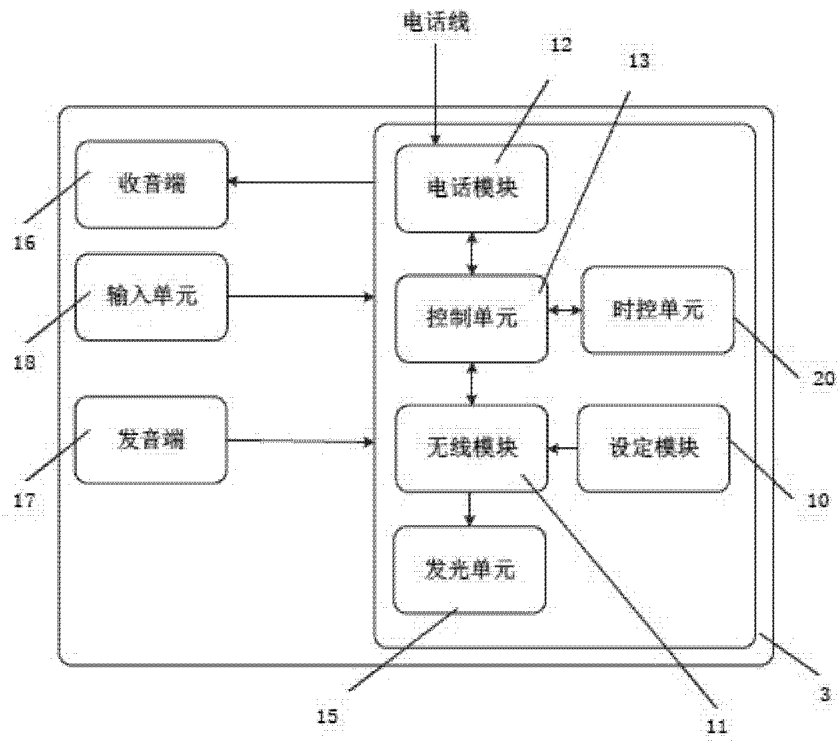 电话线
12
13
收音端
电话模块
16
输入单元
控制单元
时控单元
18
20
发音端
无线模块
设定模块
17
10
发光单元
3
15
11